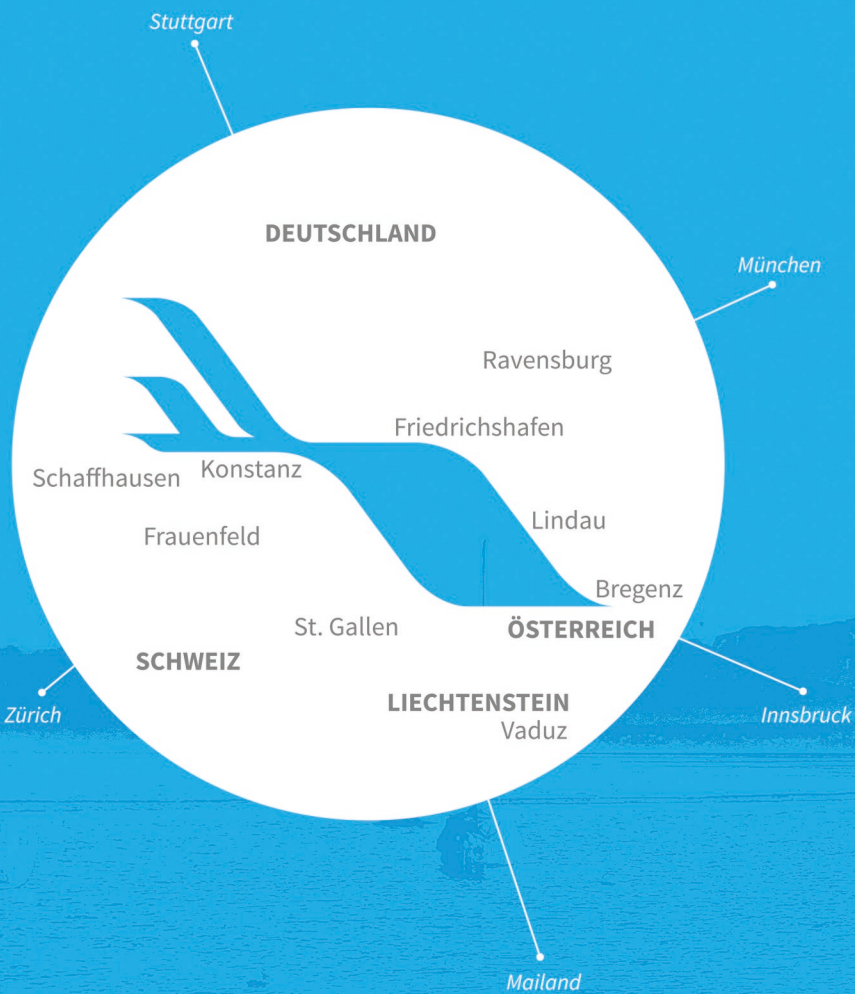 Stuttgart
DEUTSCHLAND
München
Ravensburg
Friedrichshafen
Konstanz
Schaffhausen
Lindau
Frauenfeld
Bregenz
St. Gallen
ÖSTERREICH
SCHWEIZ
LIECHTENSTEIN
Vaduz
Zürich
Innsbruck
Mailand